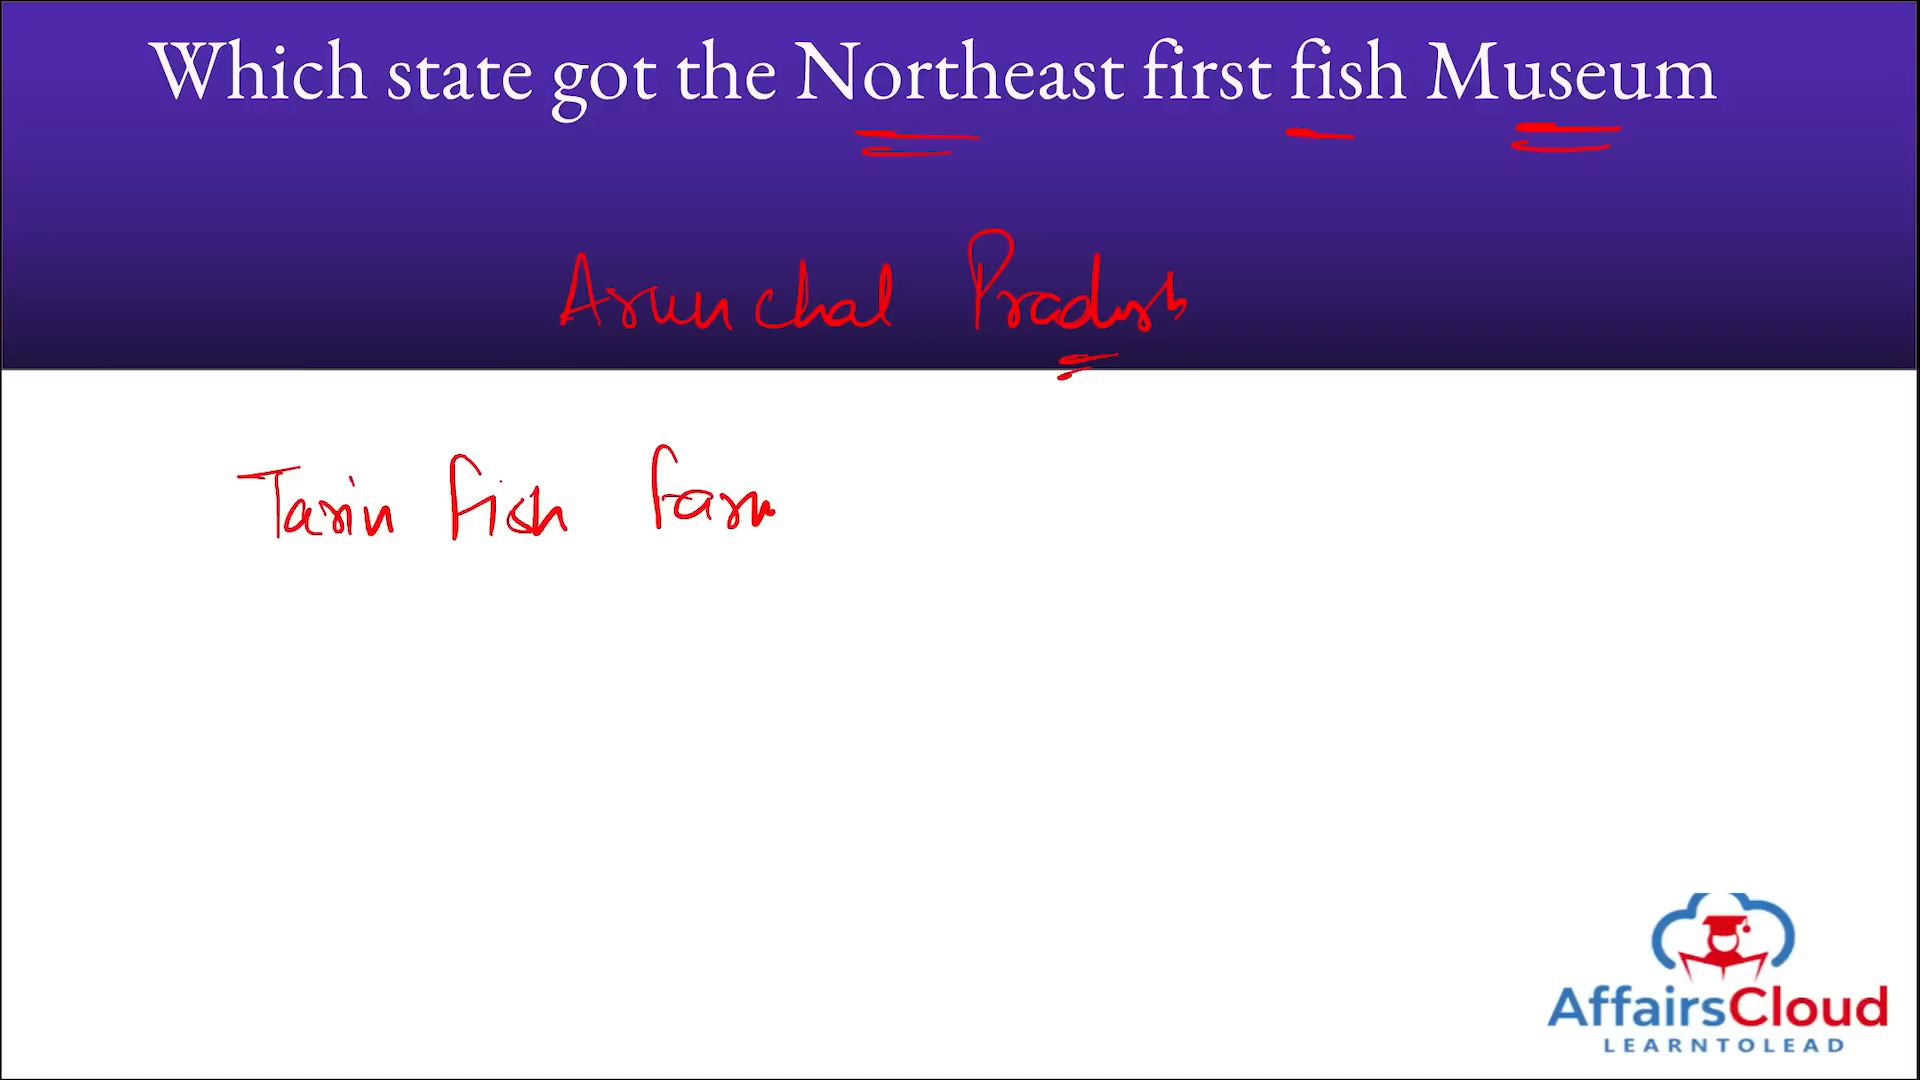 Which state got the Northeast first fish Museum
Arunchal Pradesh
Tarin Fish Farm
AffairsCloud
LEARNTOLEAD